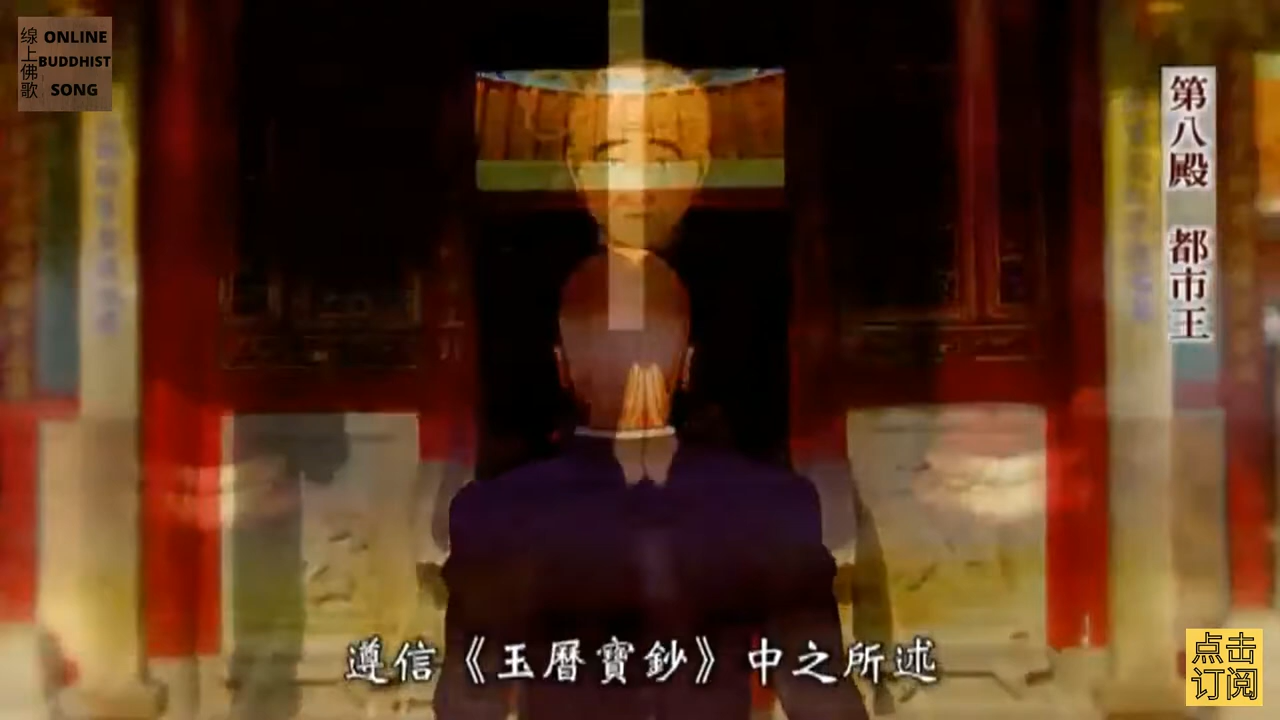 线上佛歌
ONLINE
BUDDHIST
SONG
第八殿 都市王
遵信《玉曆寶鈔》中之所述
点击
订阅